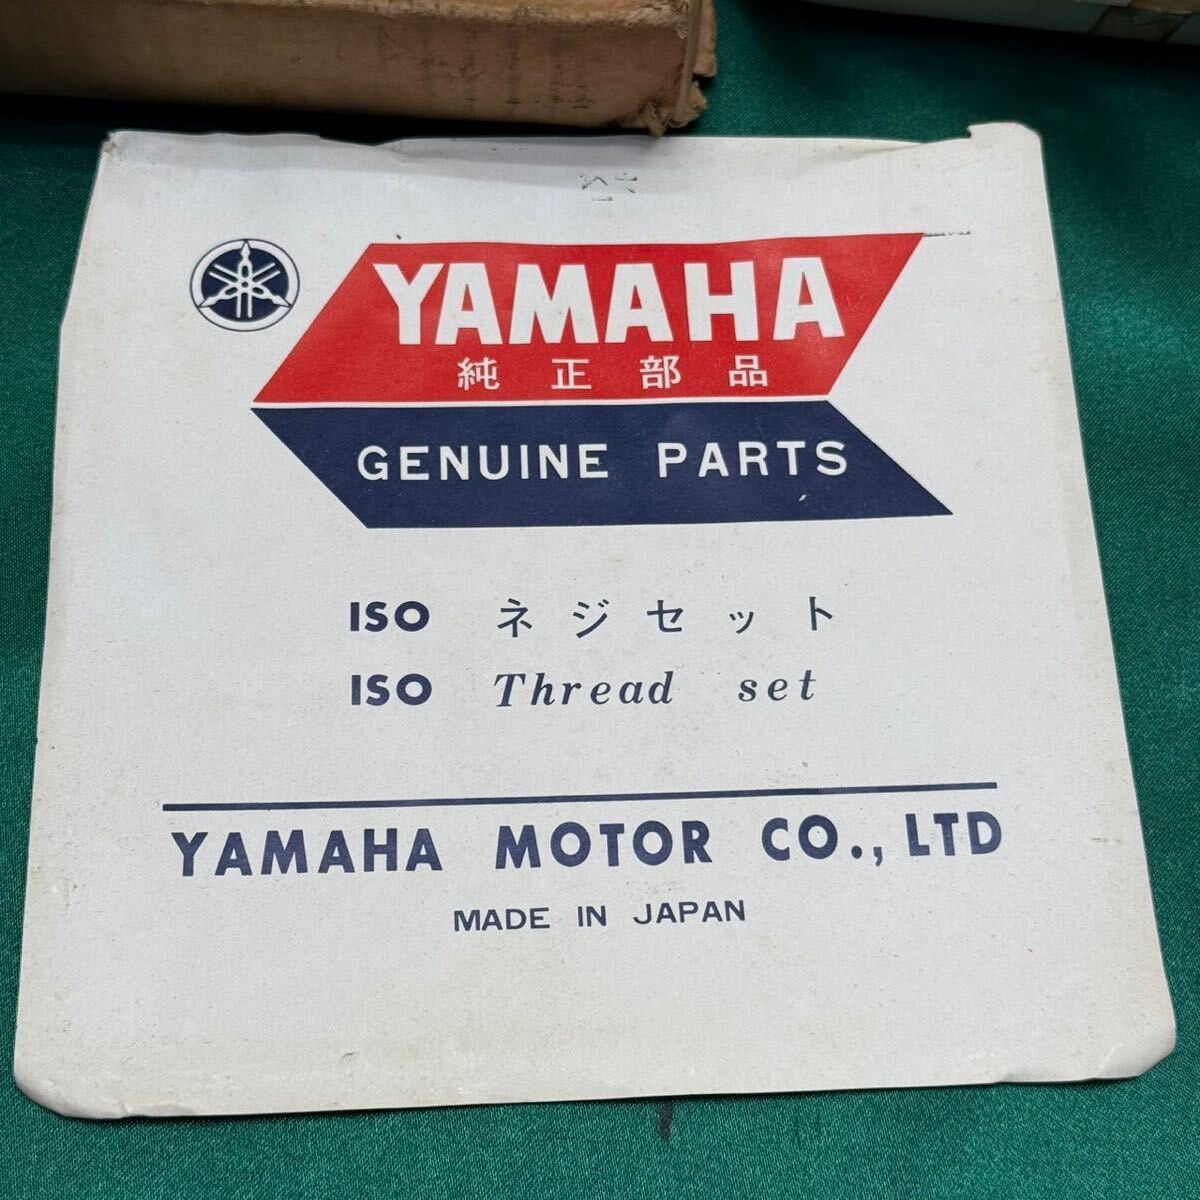 YAMAHA
純正部品
GENUINE PARTS
ISO ネジセット
ISO Thread set
YAMAHA MOTOR CO., LTD
MADE IN JAPAN